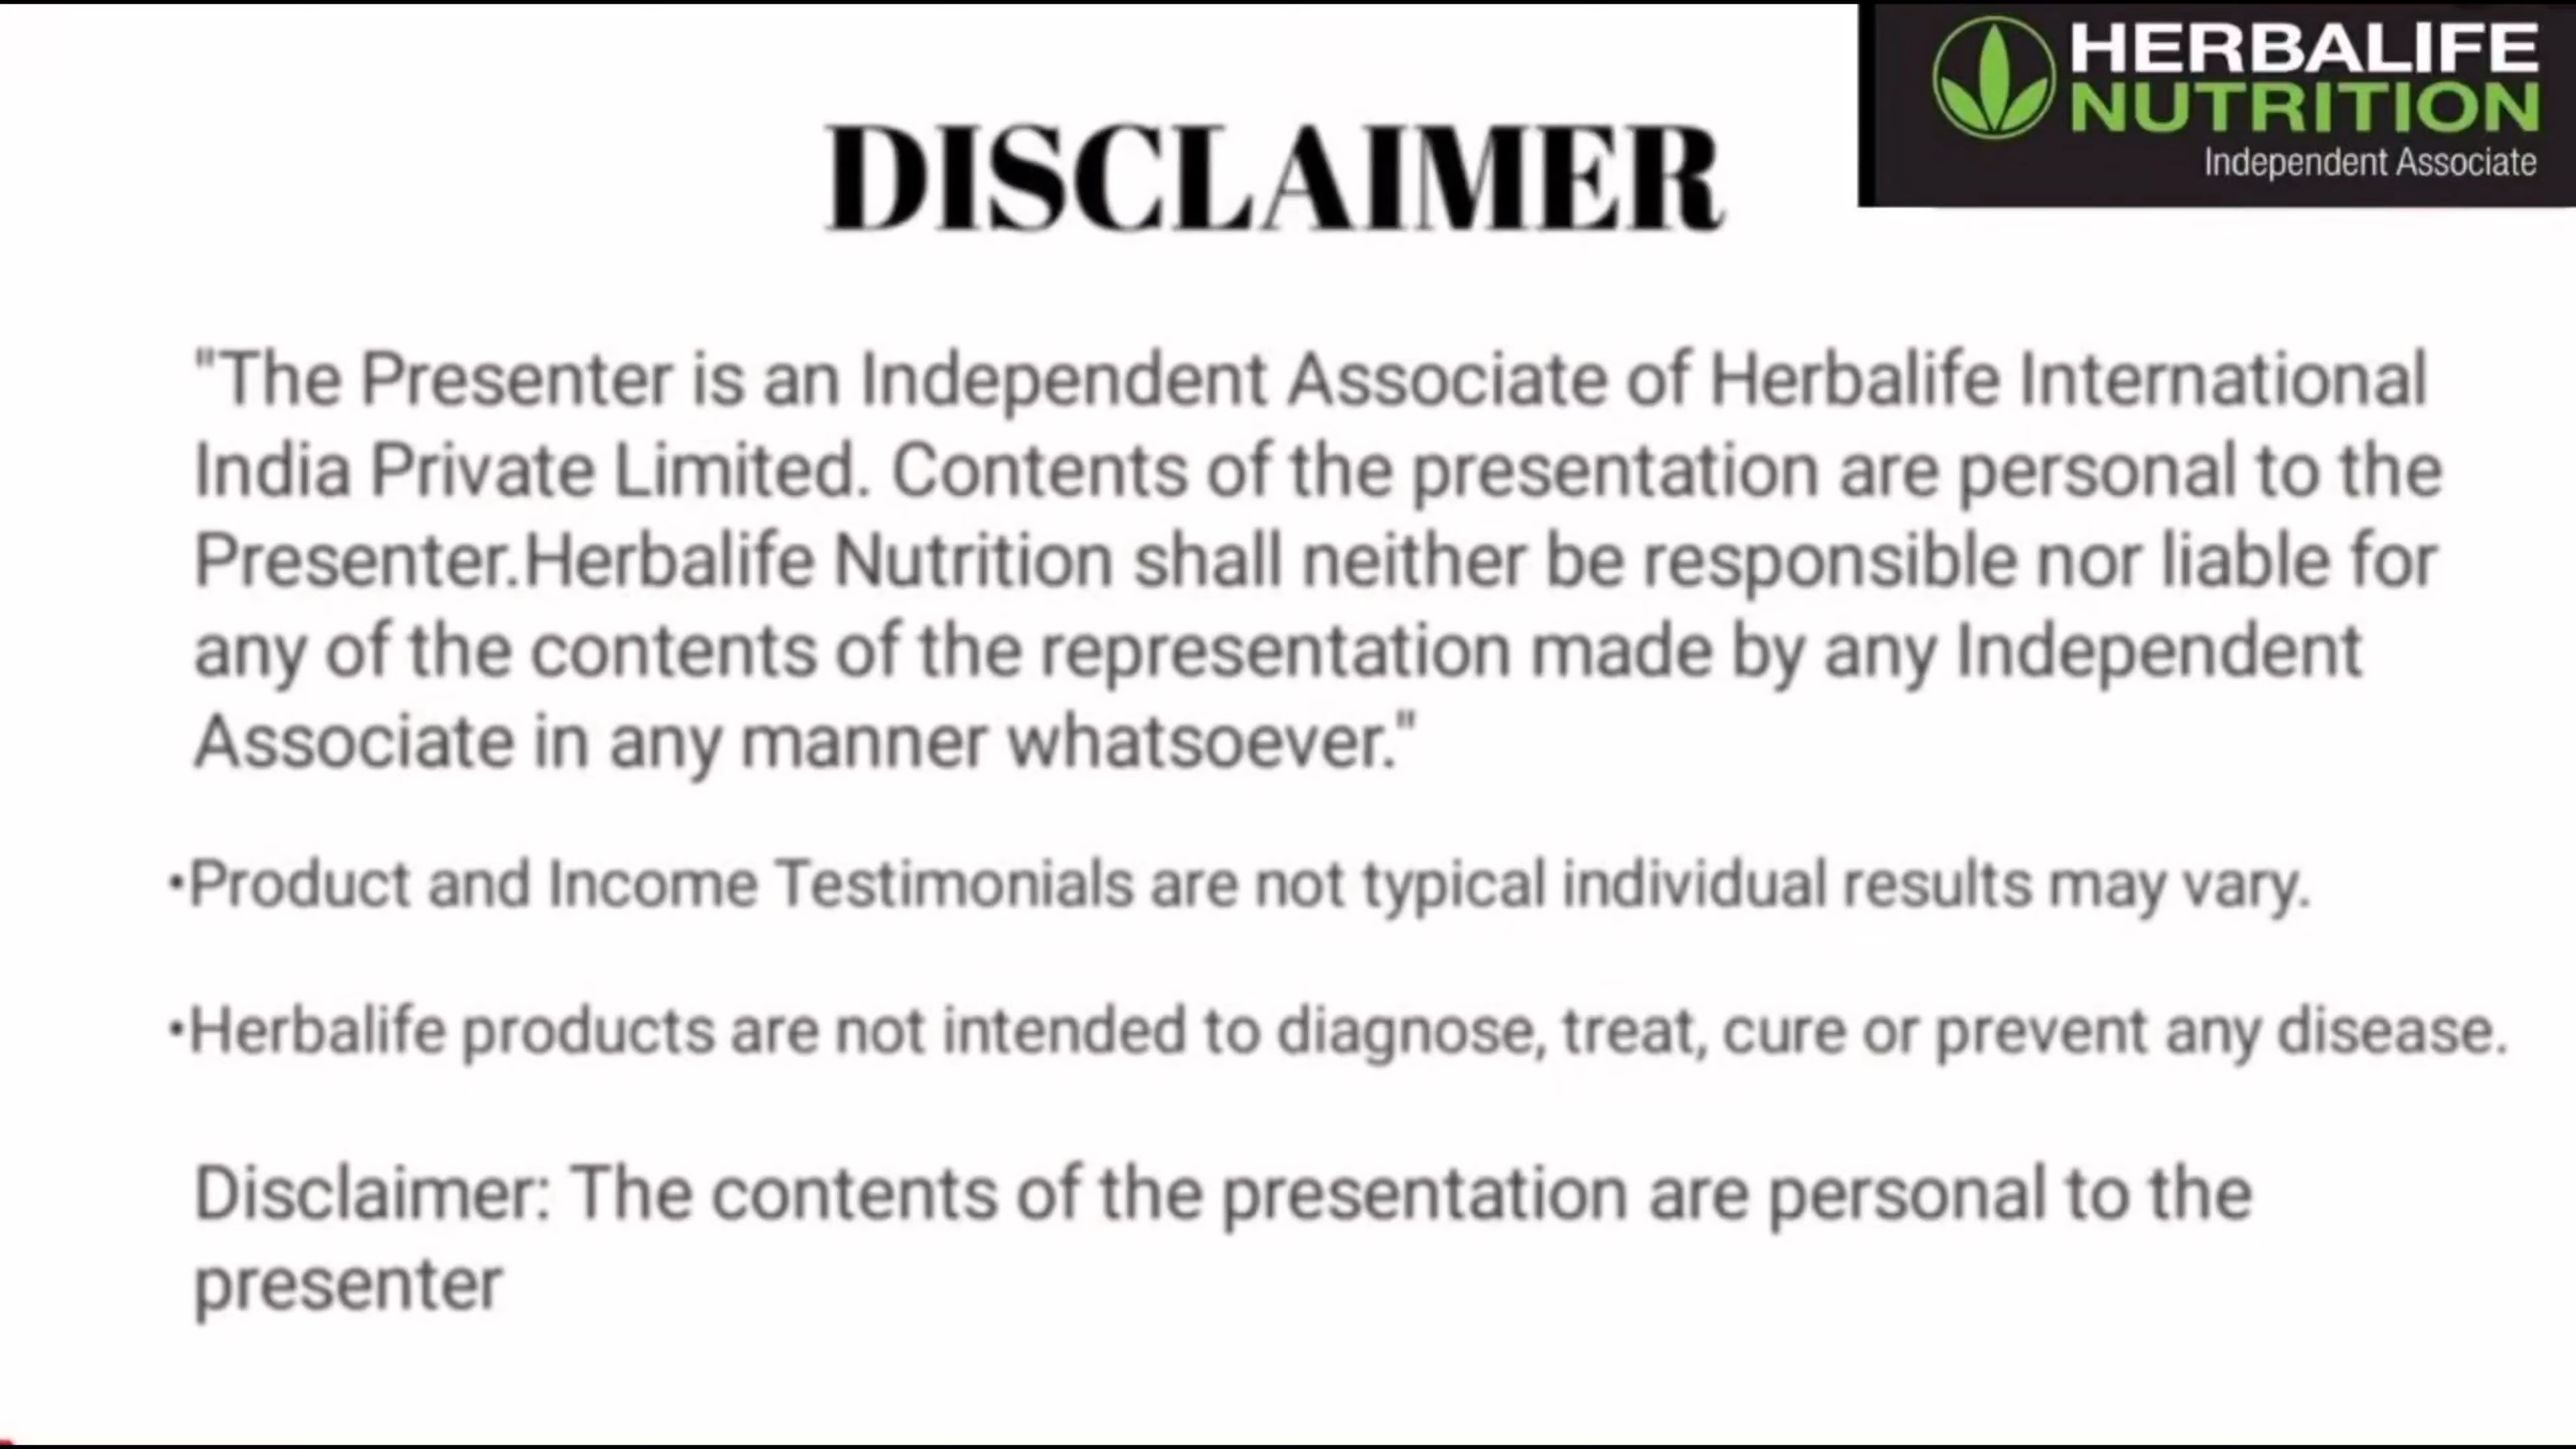 HERBALIFE
NUTRITION
Independent Associate
DISCLAIMER
"The Presenter is an Independent Associate of Herbalife International
India Private Limited. Contents of the presentation are personal to the
Presenter.Herbalife Nutrition shall neither be responsible nor liable for
any of the contents of the representation made by any Independent
Associate in any manner whatsoever."
•Product and Income Testimonials are not typical individual results may vary.
•Herbalife products are not intended to diagnose, treat, cure or prevent any disease.
Disclaimer: The contents of the presentation are personal to the
presenter